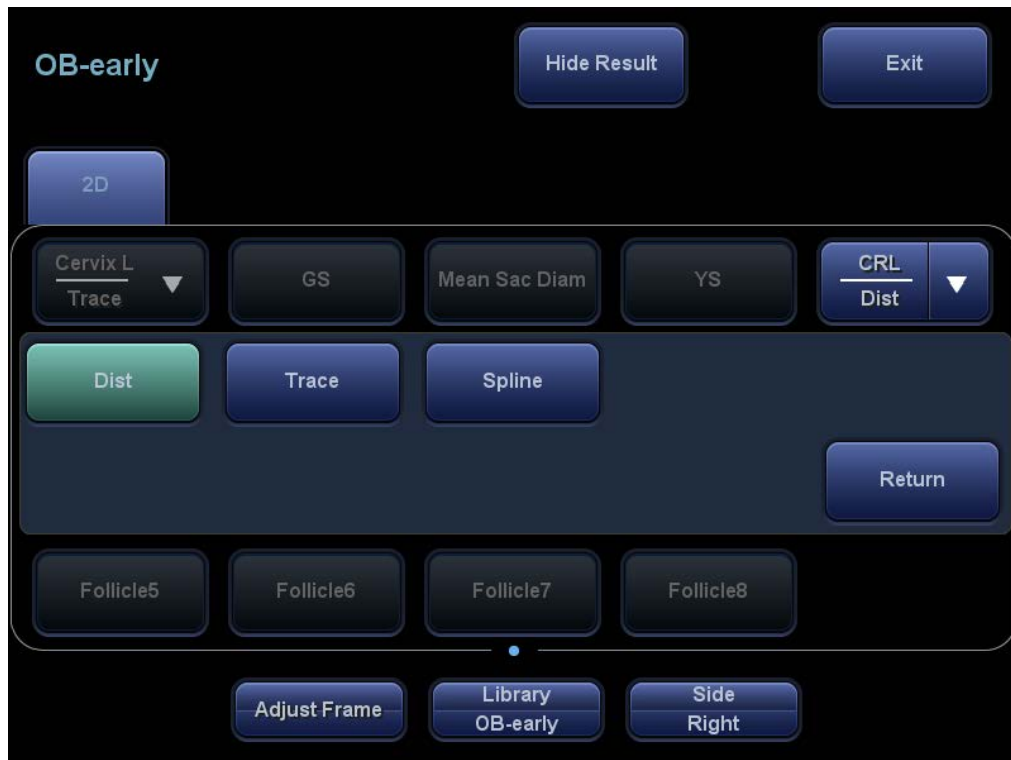 OB-early
Hide Result
Exit
2D
Cervix L
Trace
GS
Mean Sac Diam
YS
CRL
Dist
Dist
Trace
Spline
Return
Follicle5
Follicle6
Follicle7
Follicle8
Adjust Frame
Library
OB-early
Side
Right